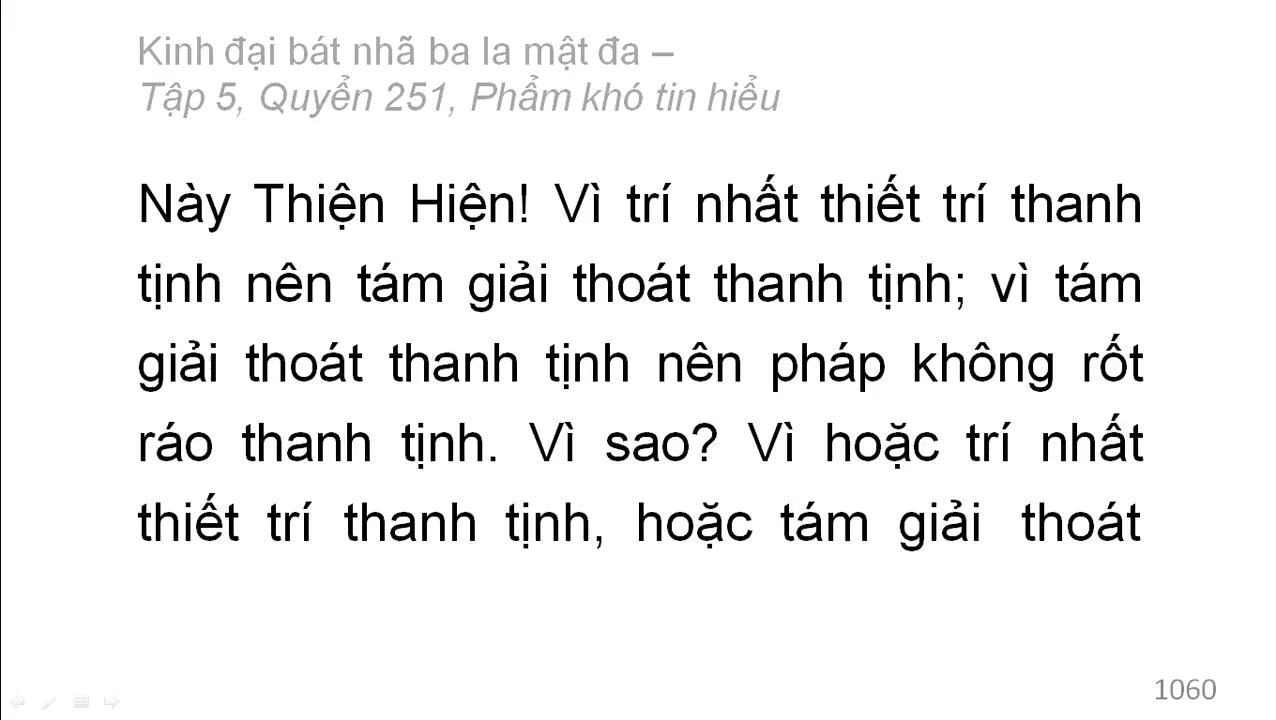 Kinh đại bát nhã ba la mật đa –
Tập 5, Quyển 251, Phẩm khó tin hiểu
Này Thiện Hiện! Vì trí nhất thiết trí thanh
tịnh nên tám giải thoát thanh tịnh; vì tám
giải thoát thanh tịnh nên pháp không rốt
ráo thanh tịnh. Vì sao? Vì hoặc trí nhất
thiết trí thanh tịnh, hoặc tám giải thoát
1060